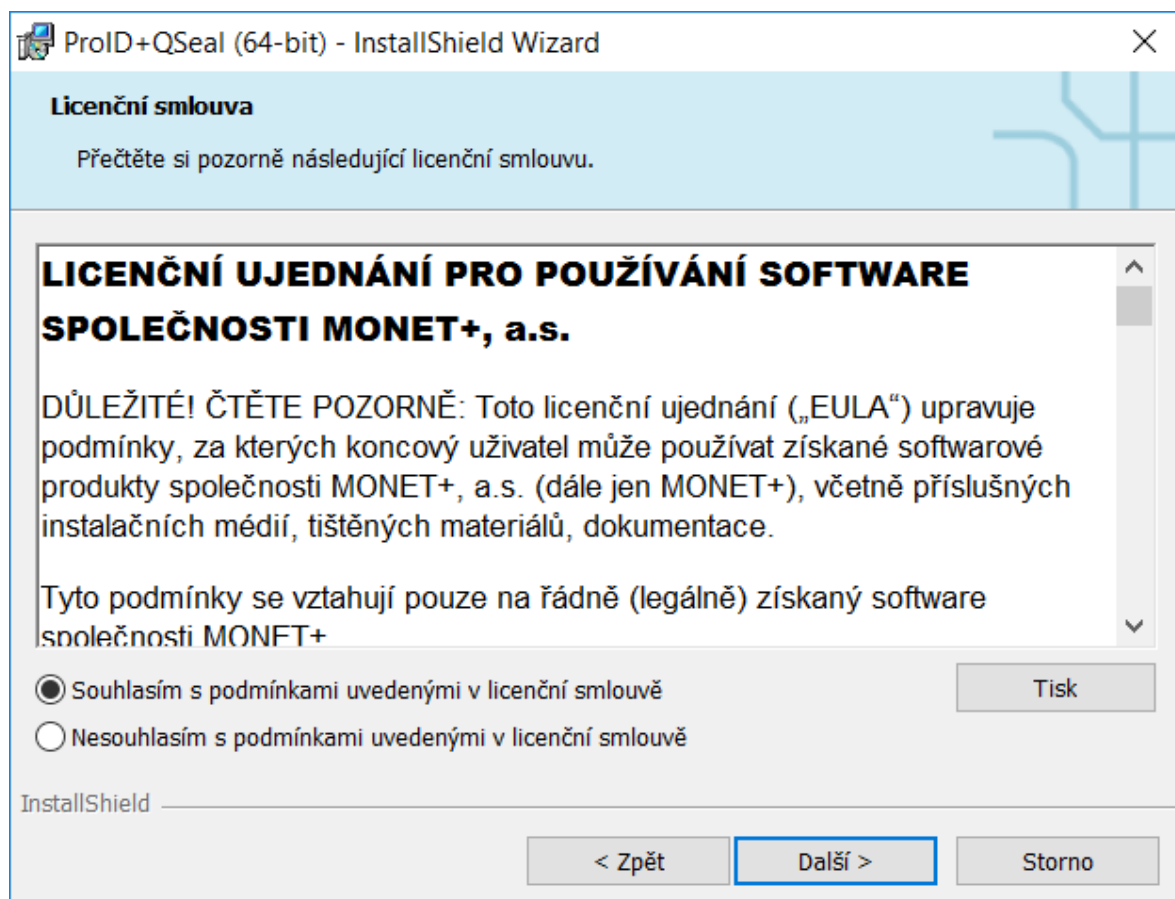 ProID+QSeal (64-bit) - InstallShield Wizard
Licenční smlouva
Přečtěte si pozorně následující licenční smlouvu.
LICENČNÍ UJEDNÁNÍ PRO POUŽÍVÁNÍ SOFTWARE
SPOLEČNOSTI MONET+, a.s.
DŮLEŽITÉ! ČTĚTE POZORNĚ: Toto licenční ujednání („EULA“) upravuje
podmínky, za kterých koncový uživatel může používat získané softwarové
produkty společnosti MONET+, a.s. (dále jen MONET+), včetně příslušných
instalačních médií, tištěných materiálů, dokumentace.
Tyto podmínky se vztahují pouze na řádně (legálně) získaný software
společnosti MONET+
Souhlasím s podmínkami uvedenými v licenční smlouvě
Tisk
Nesouhlasím s podmínkami uvedenými v licenční smlouvě
InstallShield
< Zpět
Další >
Storno